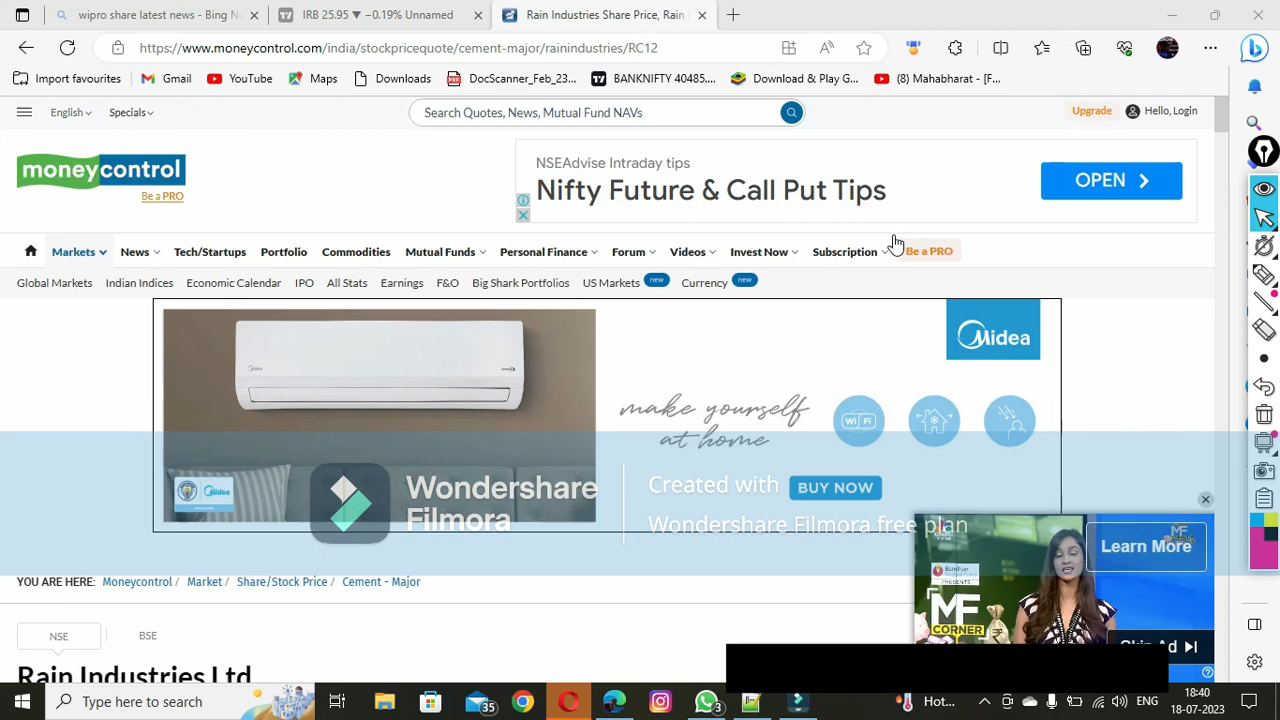 wipro share latest news - Bing N
IRB 25.95 ▼ −0.19% Unnamed
Rain Industries Share Price, Rain
https://www.moneycontrol.com/india/stockpricequote/cement-major/rainindustries/RC12
Import favourites
Gmail
YouTube
Maps
Downloads
DocScanner_Feb_23...
BANKNIFTY 40485....
Download & Play G...
(8) Mahabharat - [F...
English
Specials
Search Quotes, News, Mutual Fund NAVs
Upgrade
Hello, Login
moneycontrol
Be a PRO
NSEAdvise Intraday tips
Nifty Future & Call Put Tips
OPEN
Markets
News
Tech/Startups
Portfolio
Commodities
Mutual Funds
Personal Finance
Forum
Videos
Invest Now
Subscription
Be a PRO
Global Markets
Indian Indices
Economic Calendar
IPO
All Stats
Earnings
F&O
Big Shark Portfolios
US Markets
new
Currency
new
Midea
make yourself
at home
Wi Fi
Midea
Wondershare
Filmora
Created with
BUY NOW
Wondershare Filmora free plan
YOU ARE HERE:
Moneycontrol /
Market /
Share/Stock Price /
Cement - Major
Learn More
PRESENTS
MF
CORNER
Skip Ad
NSE
BSE
Rain Industries Ltd
Type here to search
35
3
Hot...
ENG
18:40
18-07-2023